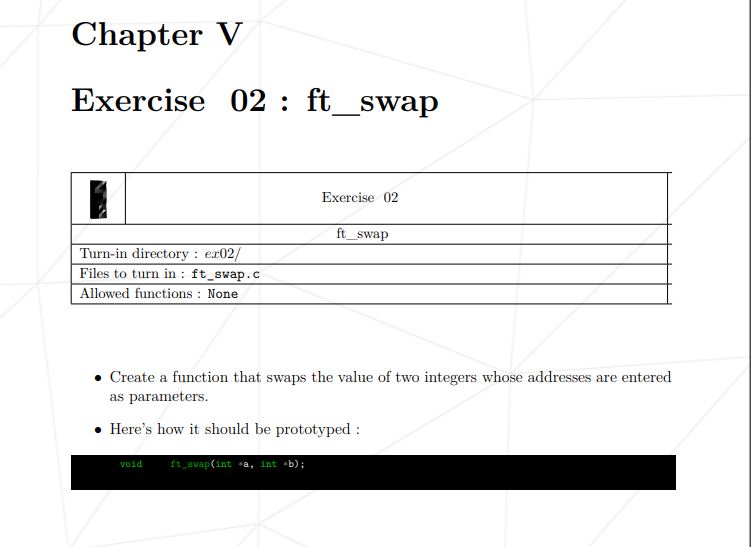 Chapter V
Exercise 02 : ft_swap
Exercise 02
ft_swap
Turn-in directory : ex02/
Files to turn in : ft_swap.c
Allowed functions : None
• Create a function that swaps the value of two integers whose addresses are entered
as parameters.
• Here's how it should be prototyped :
void ft_swap(int *a, int *b);